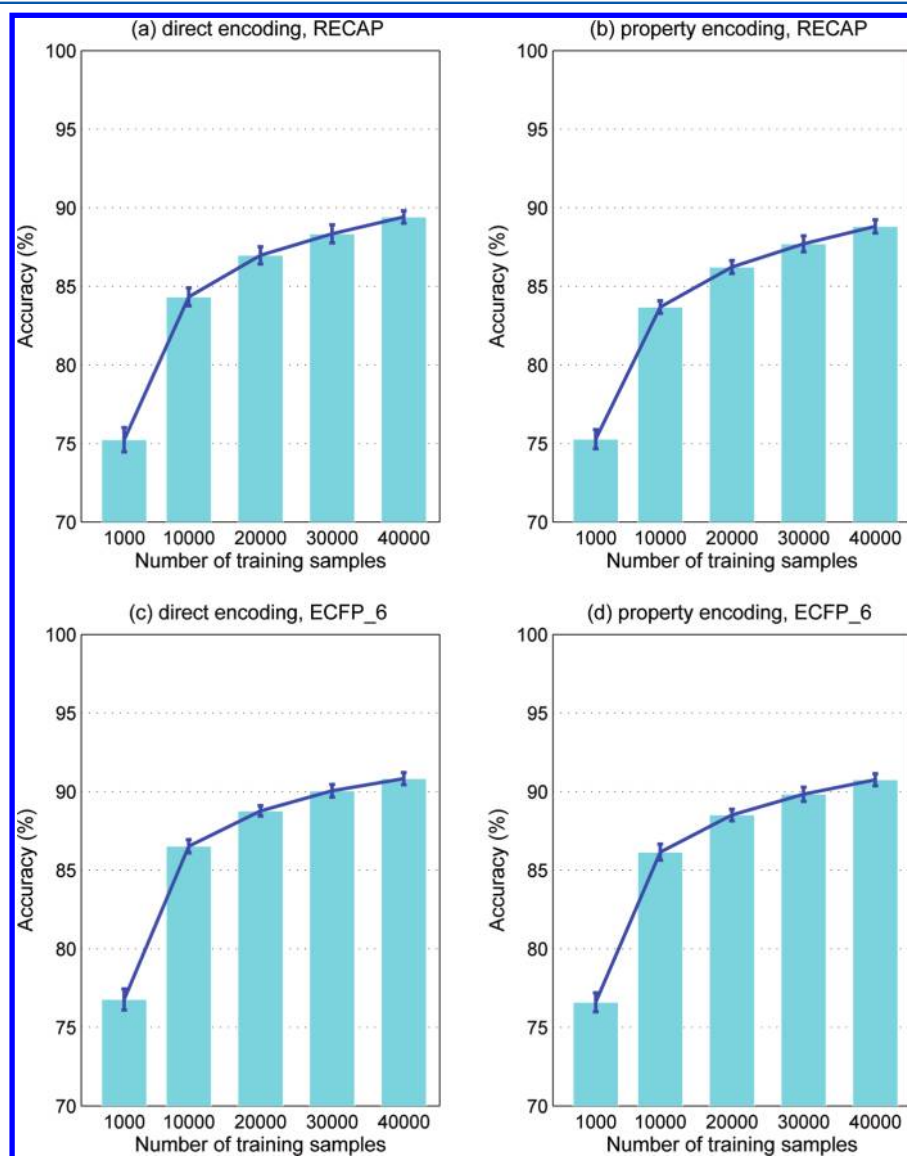 (a) direct encoding, RECAP
100
95
90
85
80
75
70
Accuracy (%)
1000 10000 20000 30000 40000
Number of training samples
(b) property encoding, RECAP
100
95
90
85
80
75
70
Accuracy (%)
1000 10000 20000 30000 40000
Number of training samples
(c) direct encoding, ECFP_6
100
95
90
85
80
75
70
Accuracy (%)
1000 10000 20000 30000 40000
Number of training samples
(d) property encoding, ECFP_6
100
95
90
85
80
75
70
Accuracy (%)
1000 10000 20000 30000 40000
Number of training samples